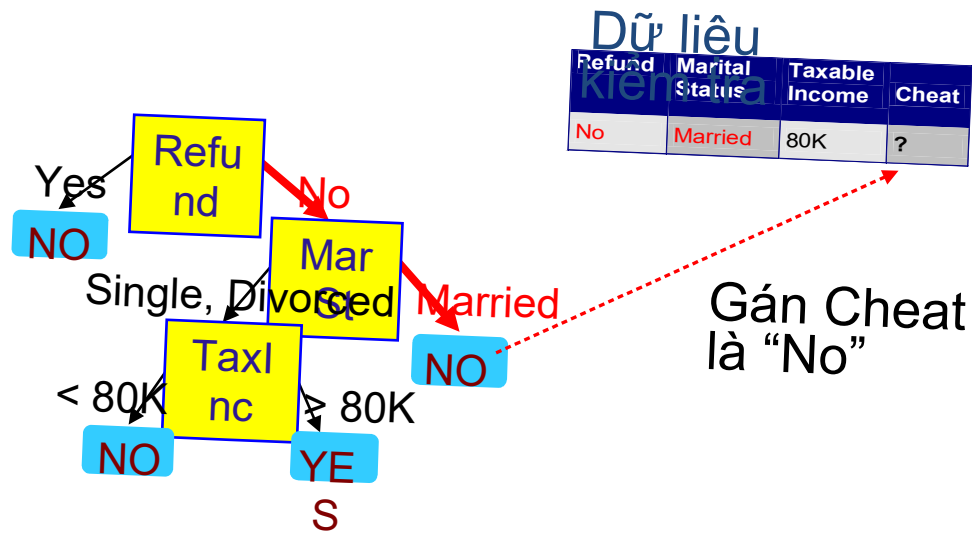 Dữ liệu
kiểm tra
Refund Marital Status Taxable Income Cheat
No Married 80K ?
Refu
nd
Yes
No
NO
Mar
St
Single, Divorced
Married
TaxI
nc
NO
< 80K
> 80K
NO
YE
S
Gán Cheat
là “No”